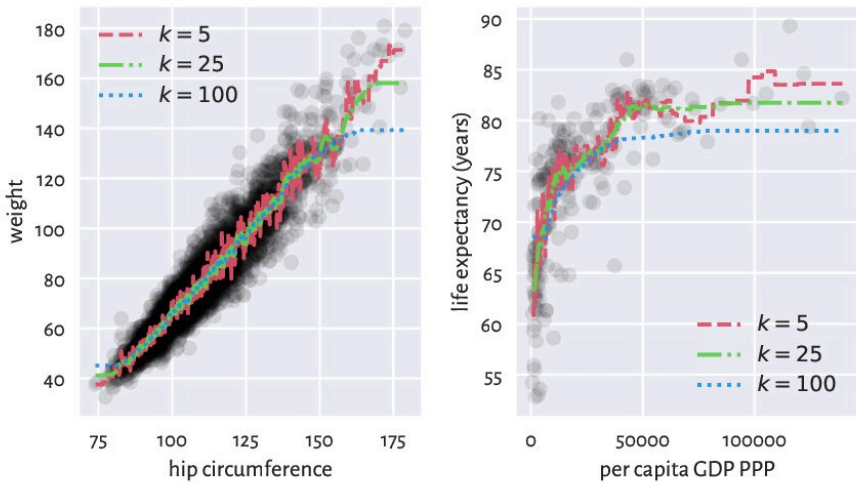 180
160
140
120
100
80
60
40
weight
k = 5
k = 25
k = 100
75
100
125
150
175
hip circumference
90
85
80
75
70
65
60
55
life expectancy (years)
k = 5
k = 25
k = 100
0
50000
100000
per capita GDP PPP